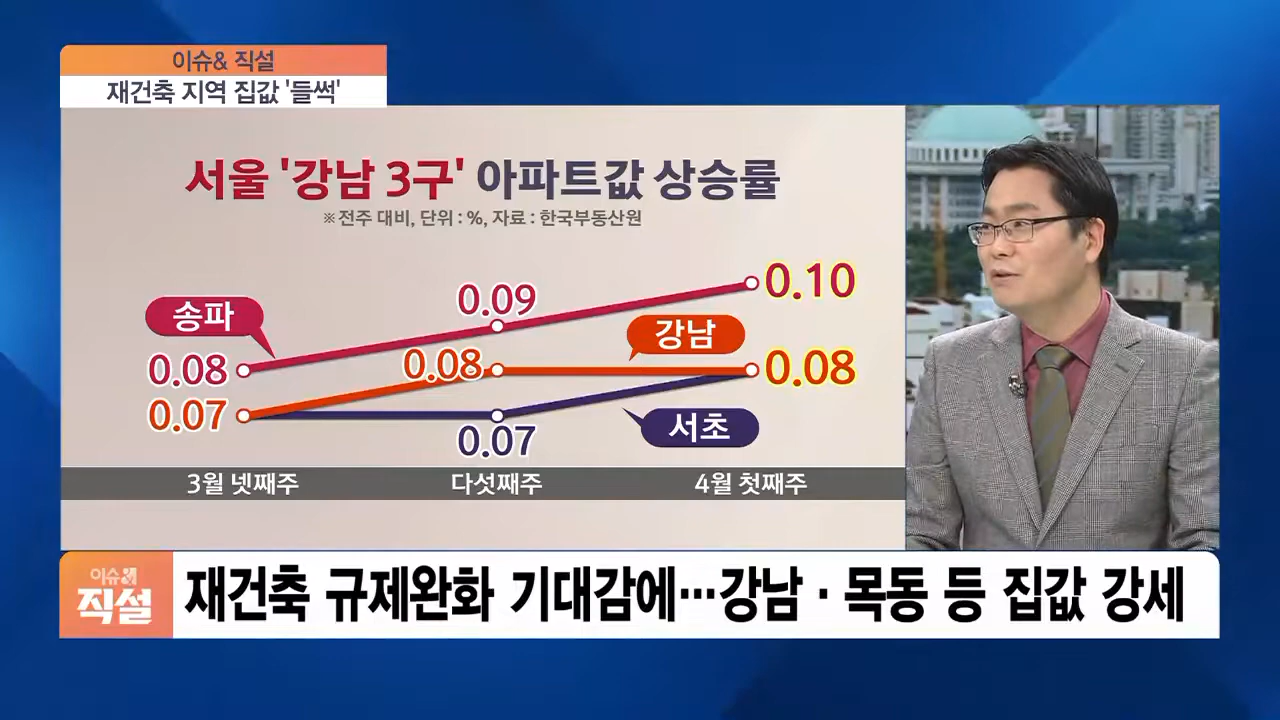 이슈& 직설
재건축 지역 집값 '들썩'
서울 '강남 3구' 아파트값 상승률
※전주 대비, 단위 : %, 자료 : 한국부동산원
송파
0.08
0.09
0.10
강남
0.07
0.08
0.08
0.07
서초
3월 넷째주
다섯째주
4월 첫째주
이슈&
직설
재건축 규제완화 기대감에…강남·목동 등 집값 강세